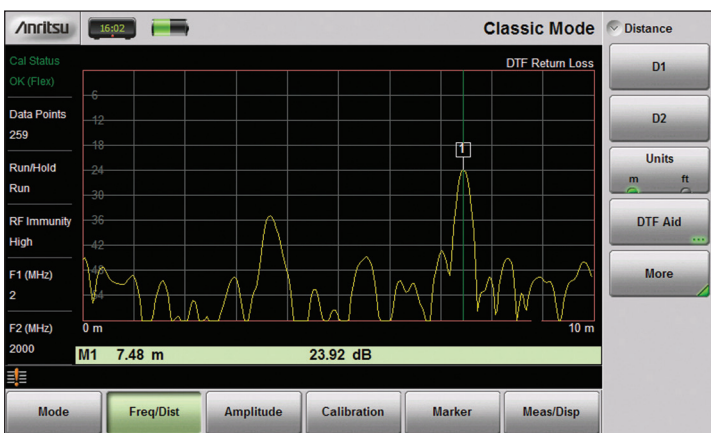 Anritsu
16:02
Classic Mode
Distance
Cal Status
OK (Flex)
DTF Return Loss
D1
Data Points
259
D2
Run/Hold
Run
Units
m ft
RF Immunity
High
DTF Aid
F1 (MHz)
2
More
F2 (MHz)
2000
6
12
18
24
30
36
42
48
54
1
0 m
10 m
M1 7.48 m 23.92 dB
Mode
Freq/Dist
Amplitude
Calibration
Marker
Meas/Disp